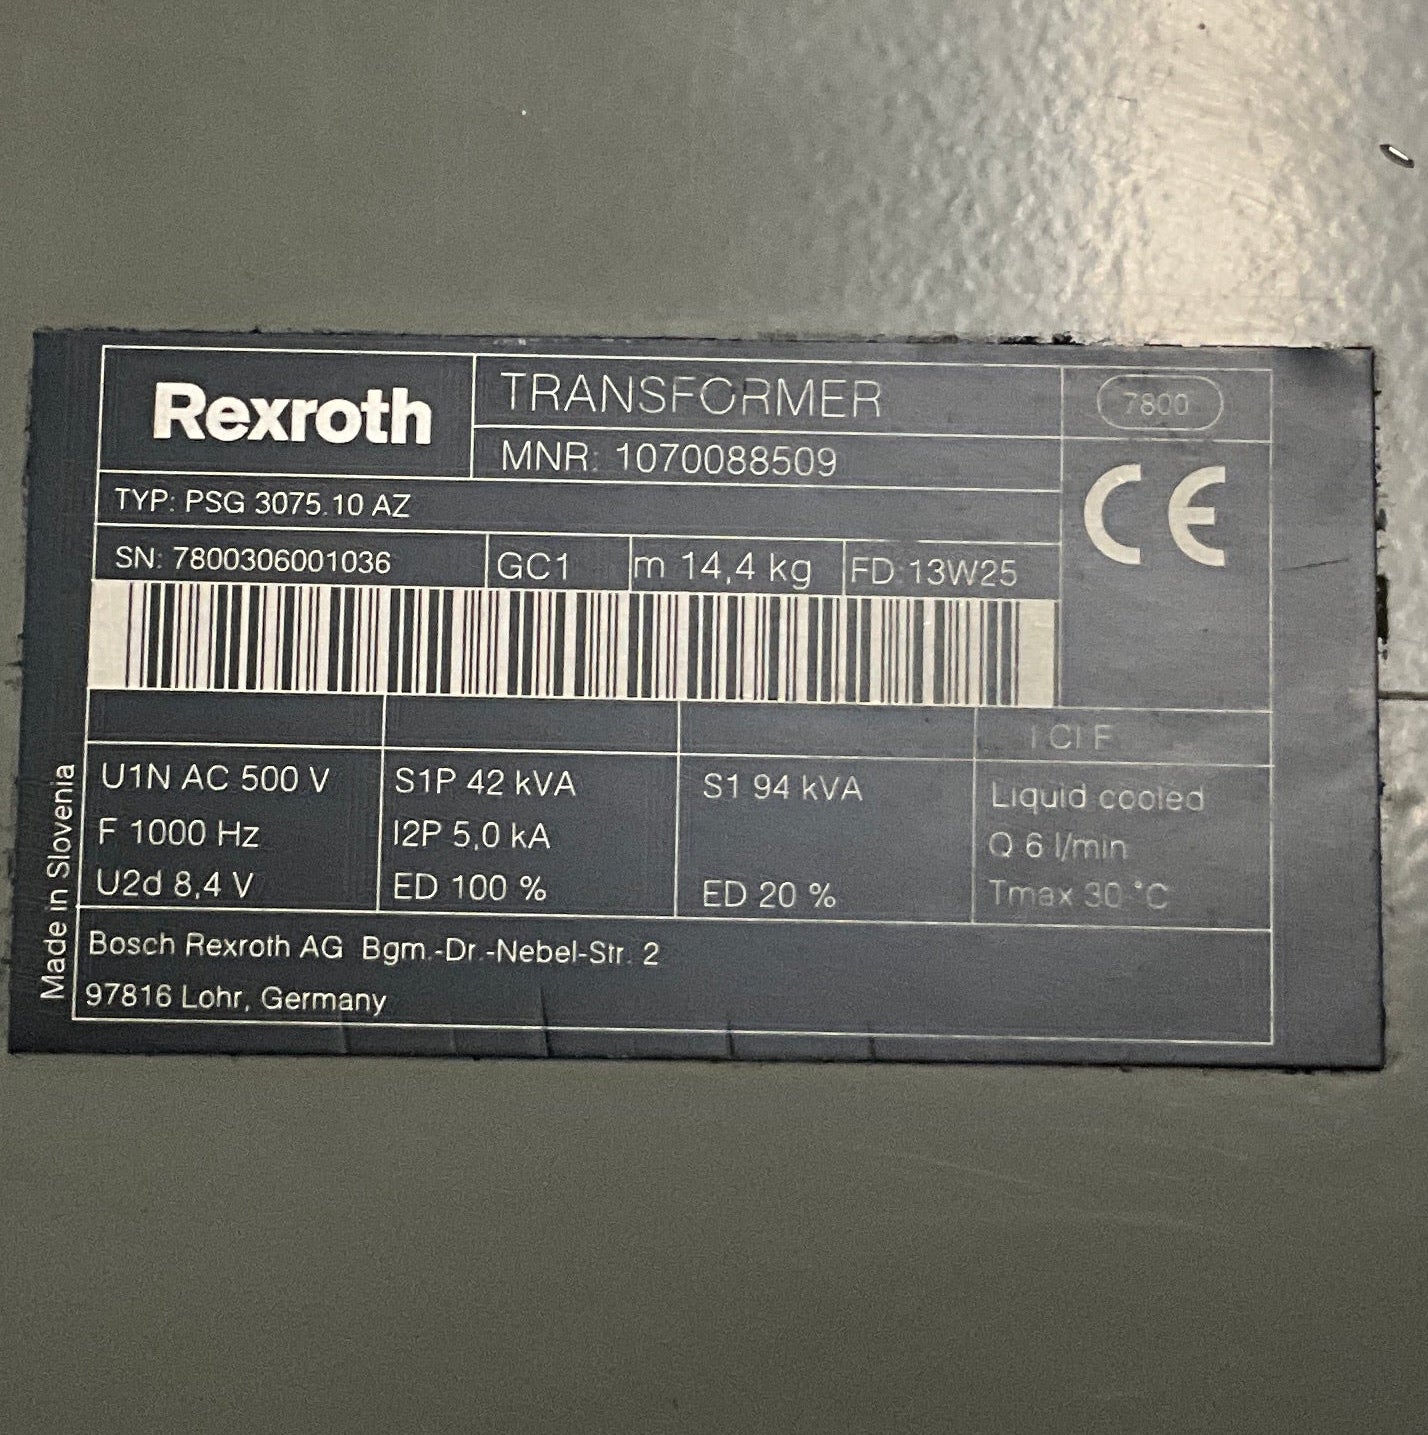 Rexroth
TRANSFORMER
7800
MNR: 1070088509
CE
TYP: PSG 3075.10 AZ
SN: 7800306001036 GC1 m 14,4 kg FD:13W25
I Cl F
U1N AC 500 V S1P 42 kVA S1 94 kVA Liquid cooled
F 1000 Hz I2P 5,0 kA Q 6 l/min
U2d 8,4 V ED 100 % ED 20 % Tmax 30 °C
Bosch Rexroth AG Bgm.-Dr.-Nebel-Str. 2
97816 Lohr, Germany
Made in Slovenia